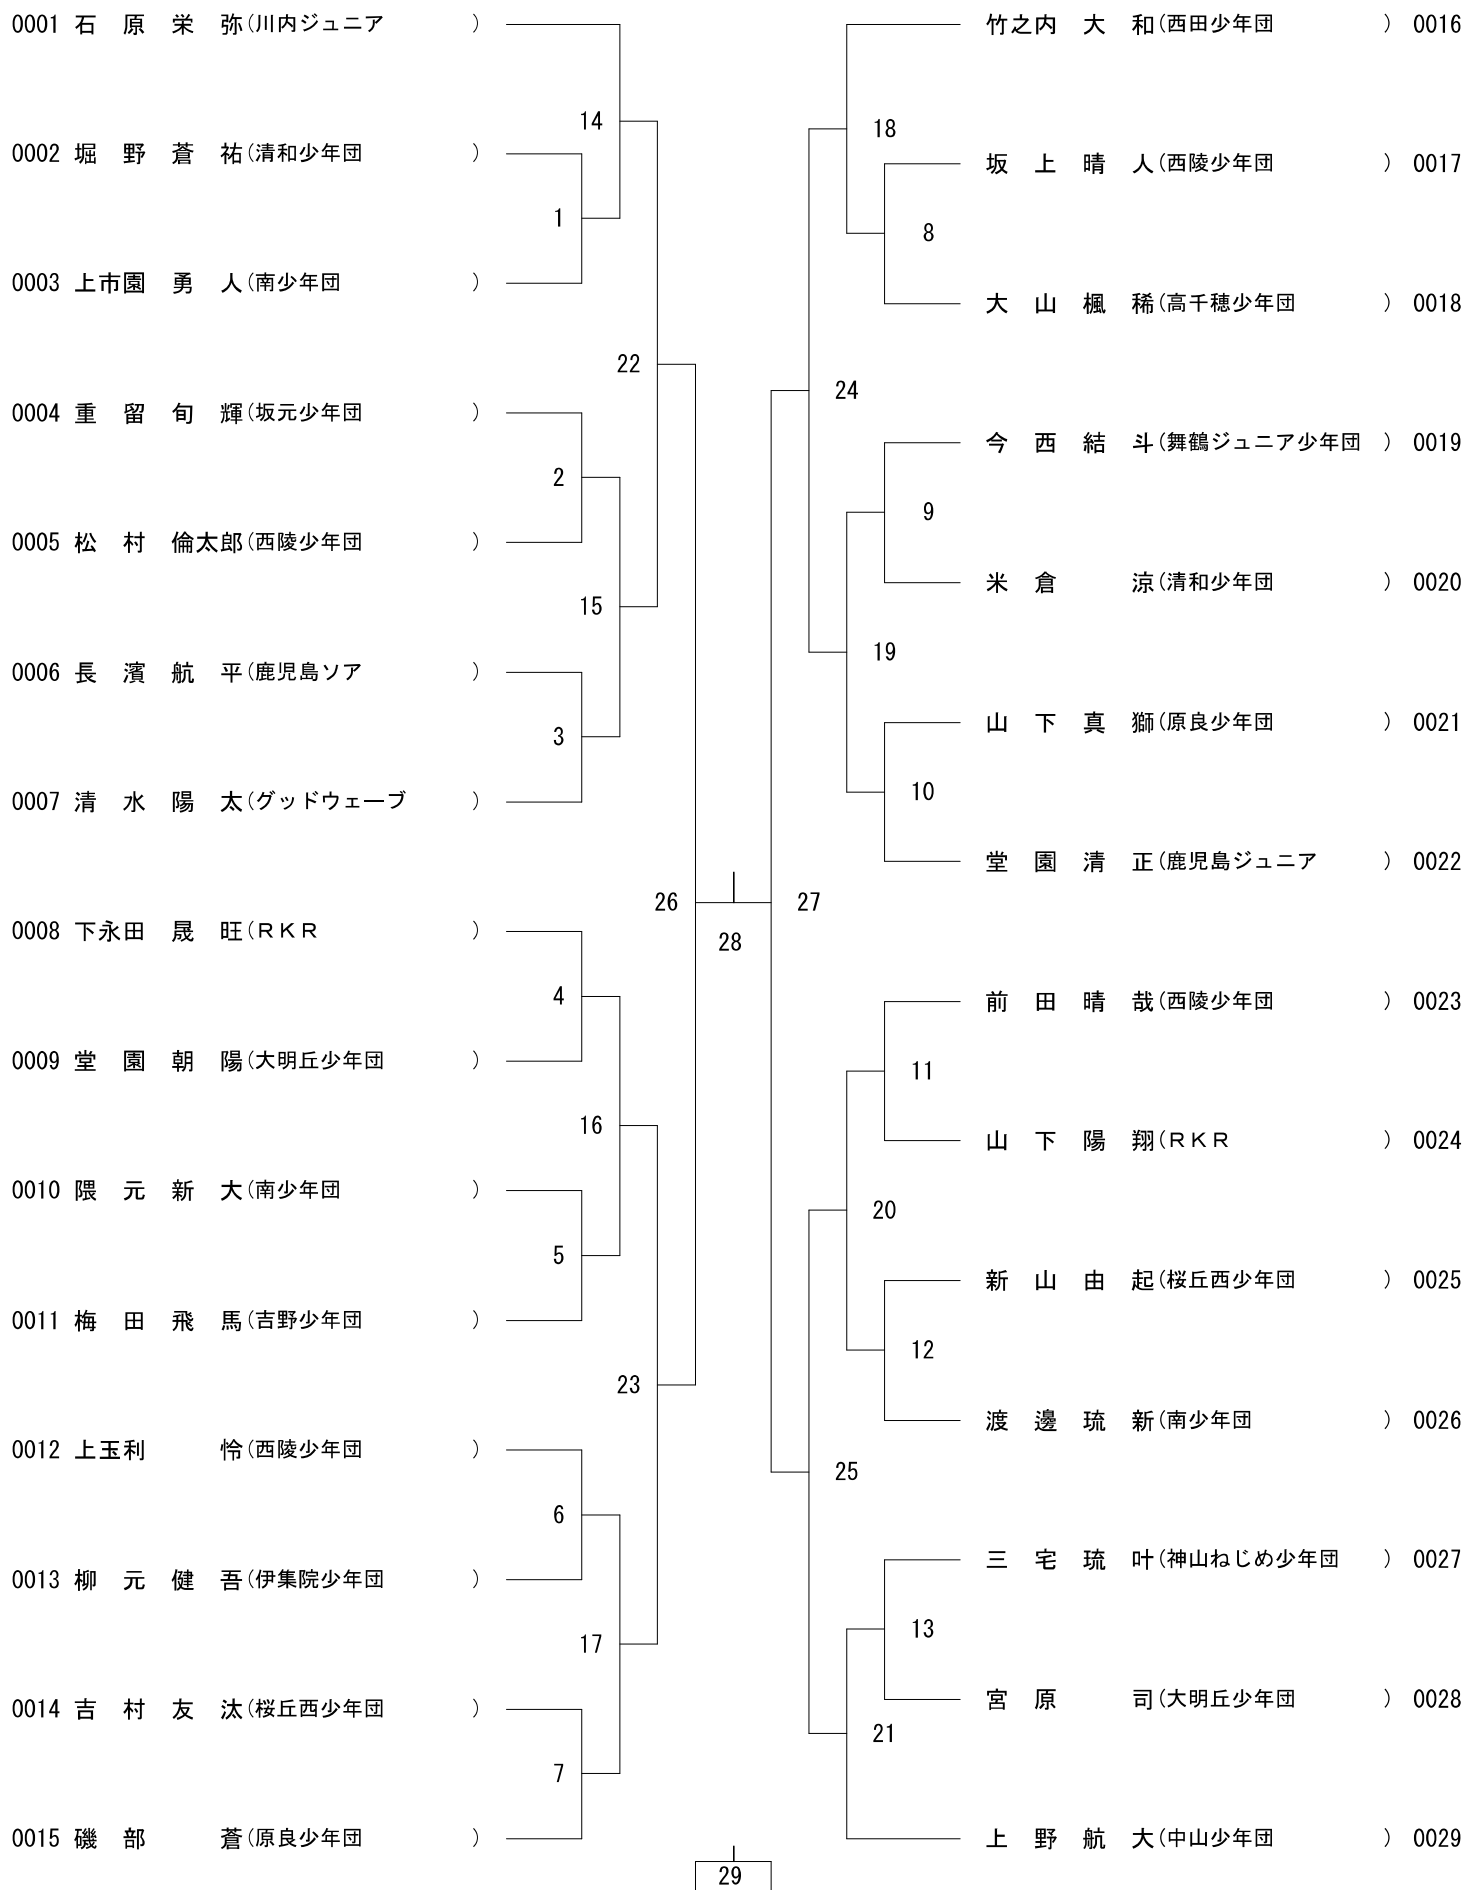 0001 石　原　栄　弥(川内ジュニア　　　　)
14
0002 堀　野　蒼　祐(清和少年団　　　　　)
1
0003 上市園　勇　人(南少年団　　　　　　)
22
0004 重　留　旬　輝(坂元少年団　　　　　)
2
0005 松　村　倫太郎(西陵少年団　　　　　)
15
0006 長　濱　航　平(鹿児島ソア　　　　　)
3
0007 清　水　陽　太(グッドウェーブ　　　)
26
0008 下永田　晟　旺(ＲＫＲ　　　　　　　)
4
0009 堂　園　朝　陽(大明丘少年団　　　　)
16
0010 隈　元　新　大(南少年団　　　　　　)
5
0011 梅　田　飛　馬(吉野少年団　　　　　)
23
0012 上玉利　　　怜(西陵少年団　　　　　)
6
0013 柳　元　健　吾(伊集院少年団　　　　)
17
0014 吉　村　友　汰(桜丘西少年団　　　　)
7
0015 磯　部　　　蒼(原良少年団　　　　　)
28
29
竹之内　大　和(西田少年団　　　　　) 0016
18
坂　上　晴　人(西陵少年団　　　　　) 0017
8
大　山　楓　稀(高千穂少年団　　　　) 0018
24
今　西　結　斗(舞鶴ジュニア少年団　) 0019
9
米　倉　　　涼(清和少年団　　　　　) 0020
19
山　下　真　獅(原良少年団　　　　　) 0021
10
堂　園　清　正(鹿児島ジュニア　　　) 0022
27
前　田　晴　哉(西陵少年団　　　　　) 0023
11
山　下　陽　翔(ＲＫＲ　　　　　　　) 0024
20
新　山　由　起(桜丘西少年団　　　　) 0025
12
渡　邊　琉　新(南少年団　　　　　　) 0026
25
三　宅　琉　叶(神山ねじめ少年団　　) 0027
13
宮　原　　　司(大明丘少年団　　　　) 0028
21
上　野　航　大(中山少年団　　　　　) 0029